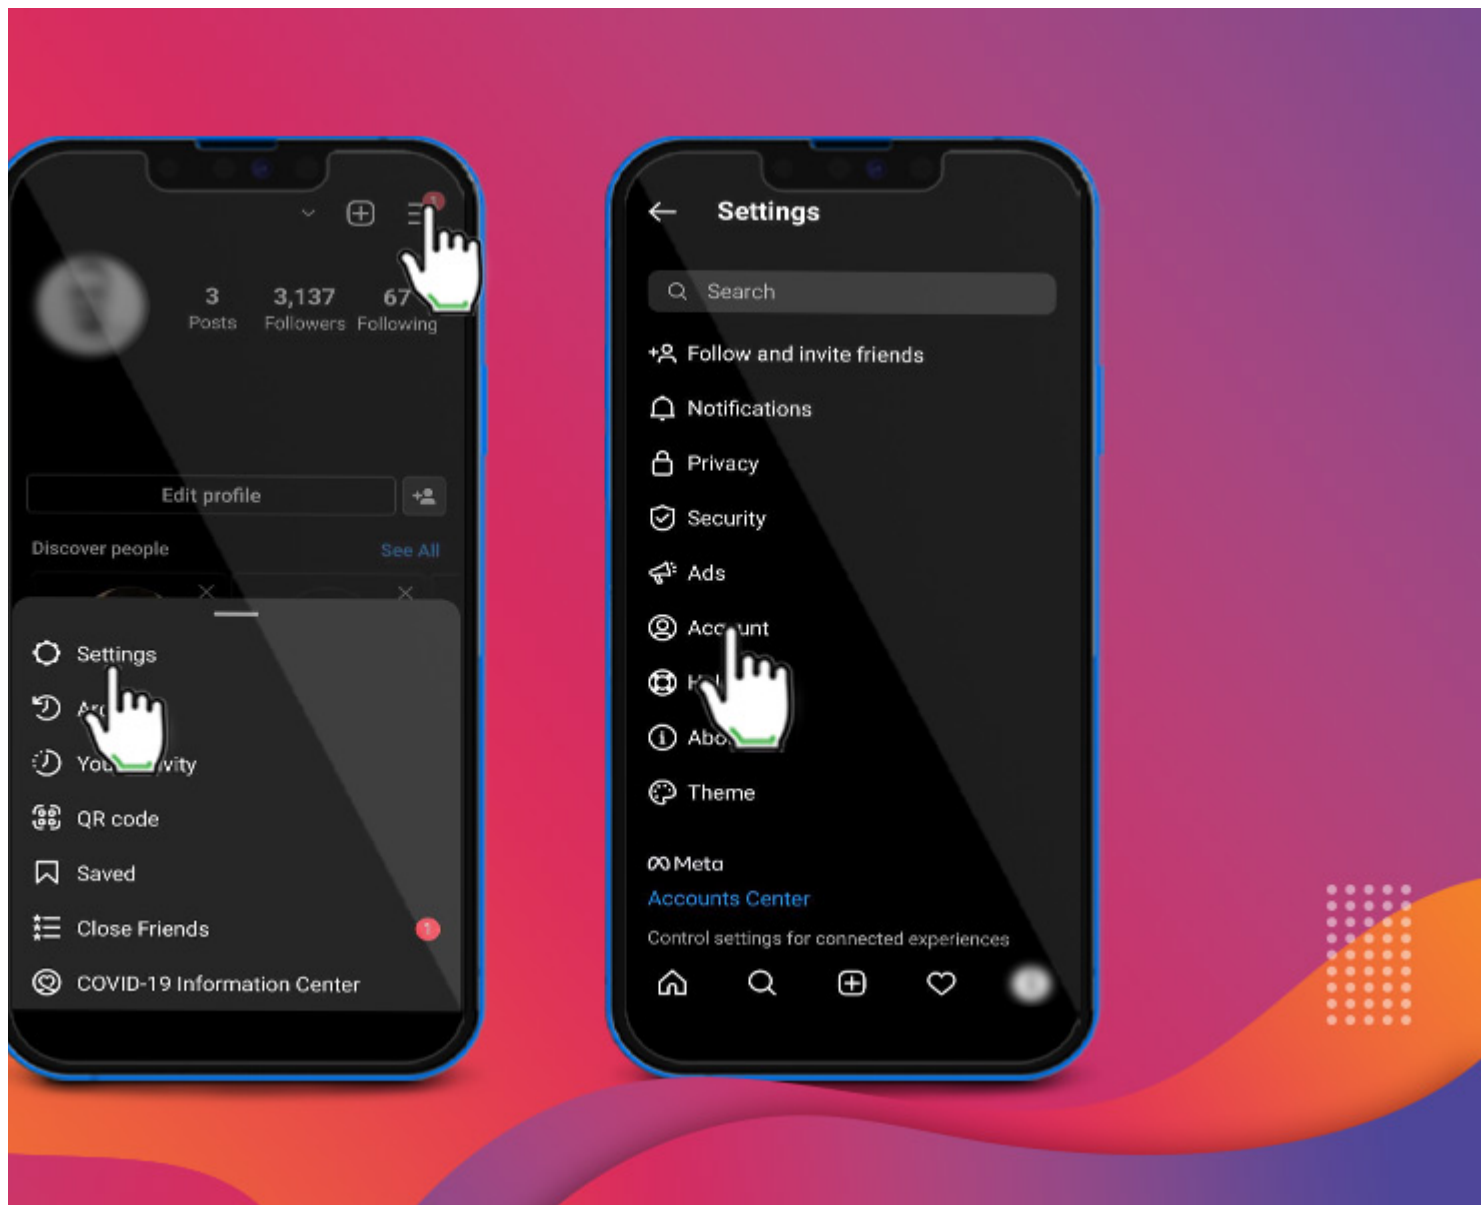 1
3 3,137 67
Posts Followers Following
Edit profile
Discover people See All
Settings
QR code
Saved
Close Friends 1
COVID-19 Information Center
Settings
Search
Follow and invite friends
Notifications
Privacy
Security
Ads
Account
Theme
Meta
Accounts Center
Control settings for connected experiences